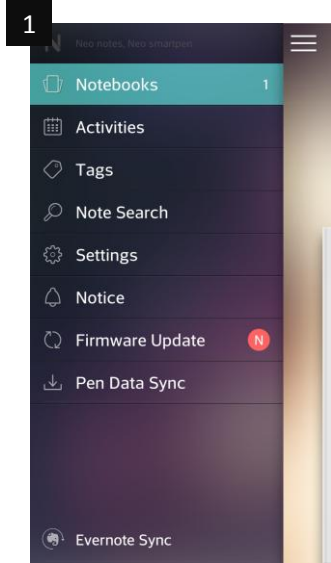 1
N Neo notes, Neo smartpen
Notebooks 1
Activities
Tags
Note Search
Settings
Notice
Firmware Update N
Pen Data Sync
Evernote Sync